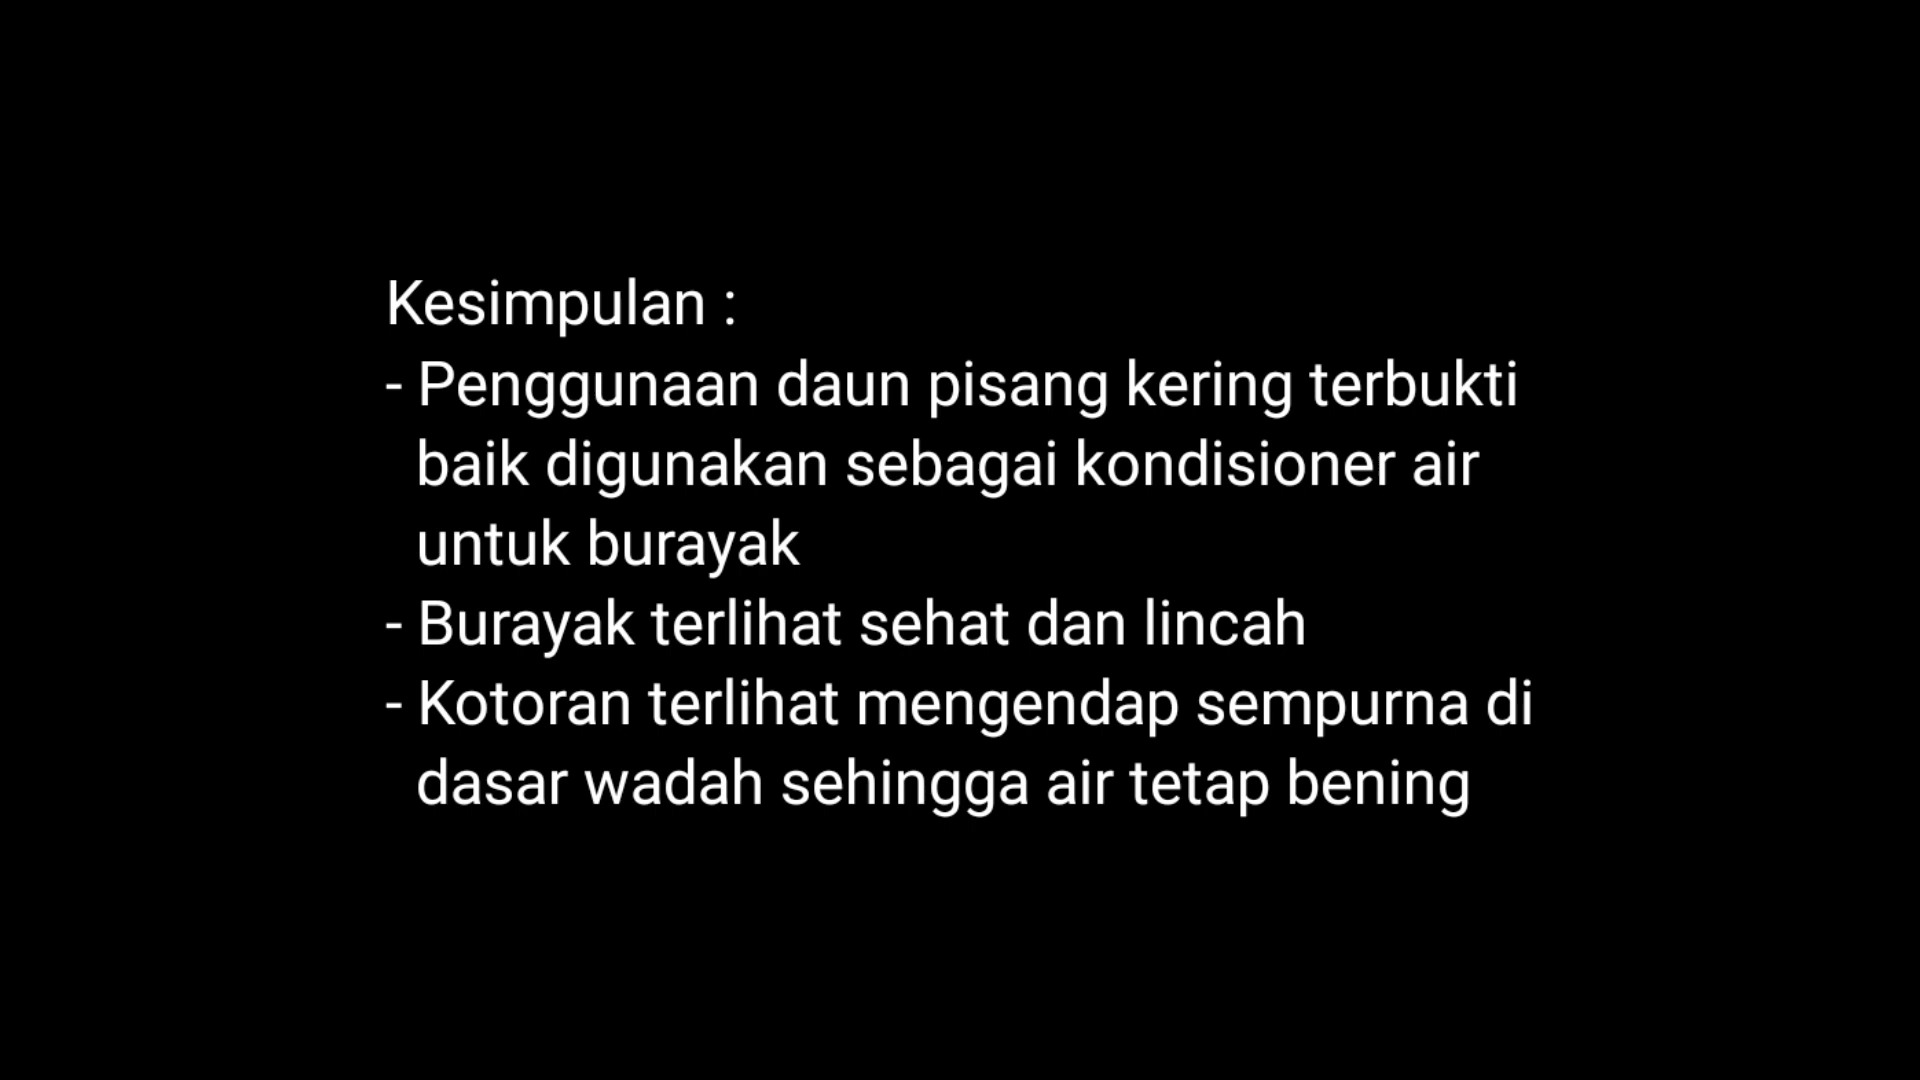 Kesimpulan :
- Penggunaan daun pisang kering terbukti
baik digunakan sebagai kondisioner air
untuk burayak
- Burayak terlihat sehat dan lincah
- Kotoran terlihat mengendap sempurna di
dasar wadah sehingga air tetap bening